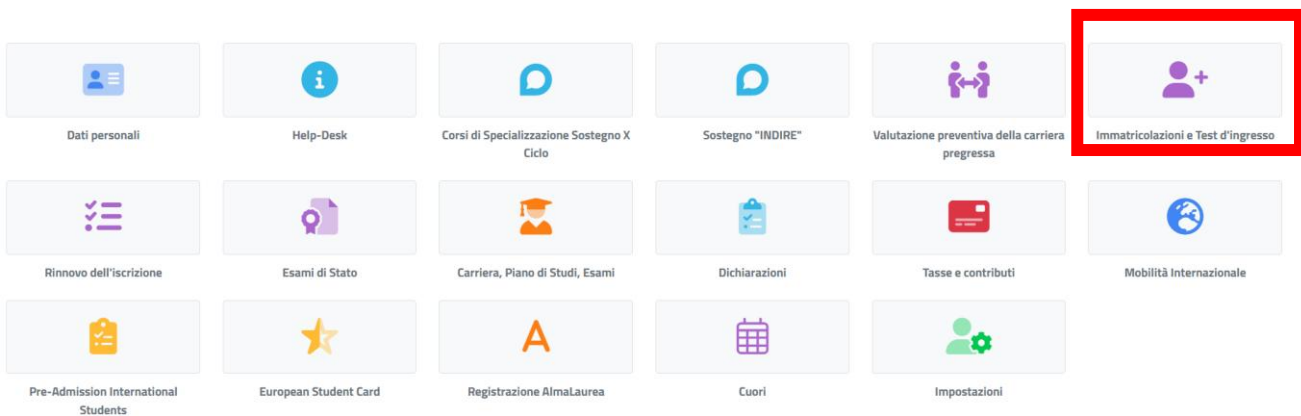 Dati personali
Help-Desk
Corsi di Specializzazione Sostegno X
Ciclo
Sostegno "INDIRE"
Valutazione preventiva della carriera
pregressa
Immatricolazioni e Test d'ingresso
Rinnovo dell'iscrizione
Esami di Stato
Carriera, Piano di Studi, Esami
Dichiarazioni
Tasse e contributi
Mobilità Internazionale
Pre-Admission International
Students
European Student Card
Registrazione AlmaLaurea
Cuori
Impostazioni